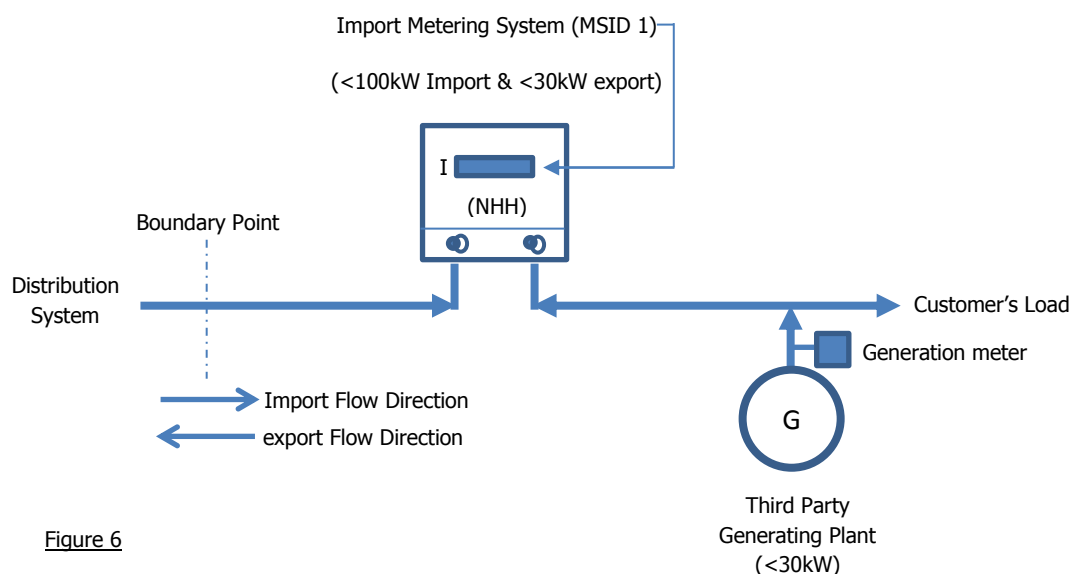 Import Metering System (MSID 1)
(<100kW Import & <30kW export)
I
(NHH)
Boundary Point
Distribution
System
Customer's Load
Generation meter
Import Flow Direction
export Flow Direction
G
Third Party
Generating Plant
(<30kW)
Figure 6